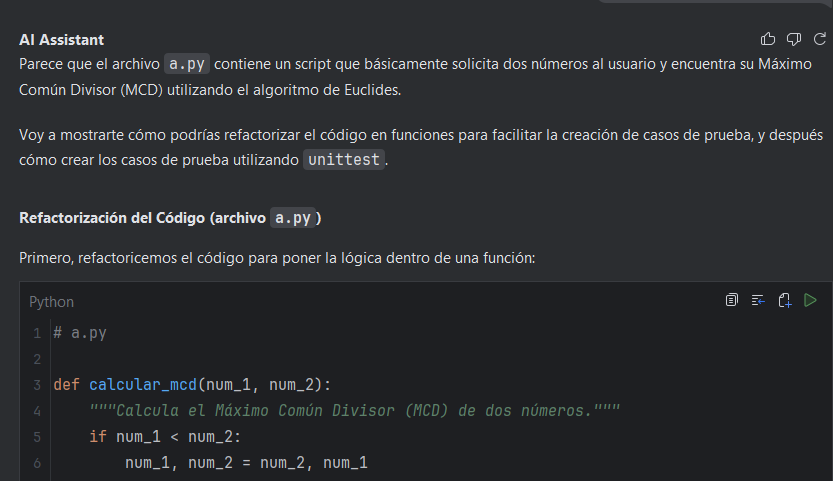 AI Assistant
Parece que el archivo a.py contiene un script que básicamente solicita dos números al usuario y encuentra su Máximo
Común Divisor (MCD) utilizando el algoritmo de Euclides.
Voy a mostrarte cómo podrías refactorizar el código en funciones para facilitar la creación de casos de prueba, y después
cómo crear los casos de prueba utilizando unittest.
Refactorización del Código (archivo a.py)
Primero, refactoricemos el código para poner la lógica dentro de una función:
Python
1 # a.py
2
3 def calcular_mcd(num_1, num_2):
4     """Calcula el Máximo Común Divisor (MCD) de dos números."""
5     if num_1 < num_2:
6         num_1, num_2 = num_2, num_1